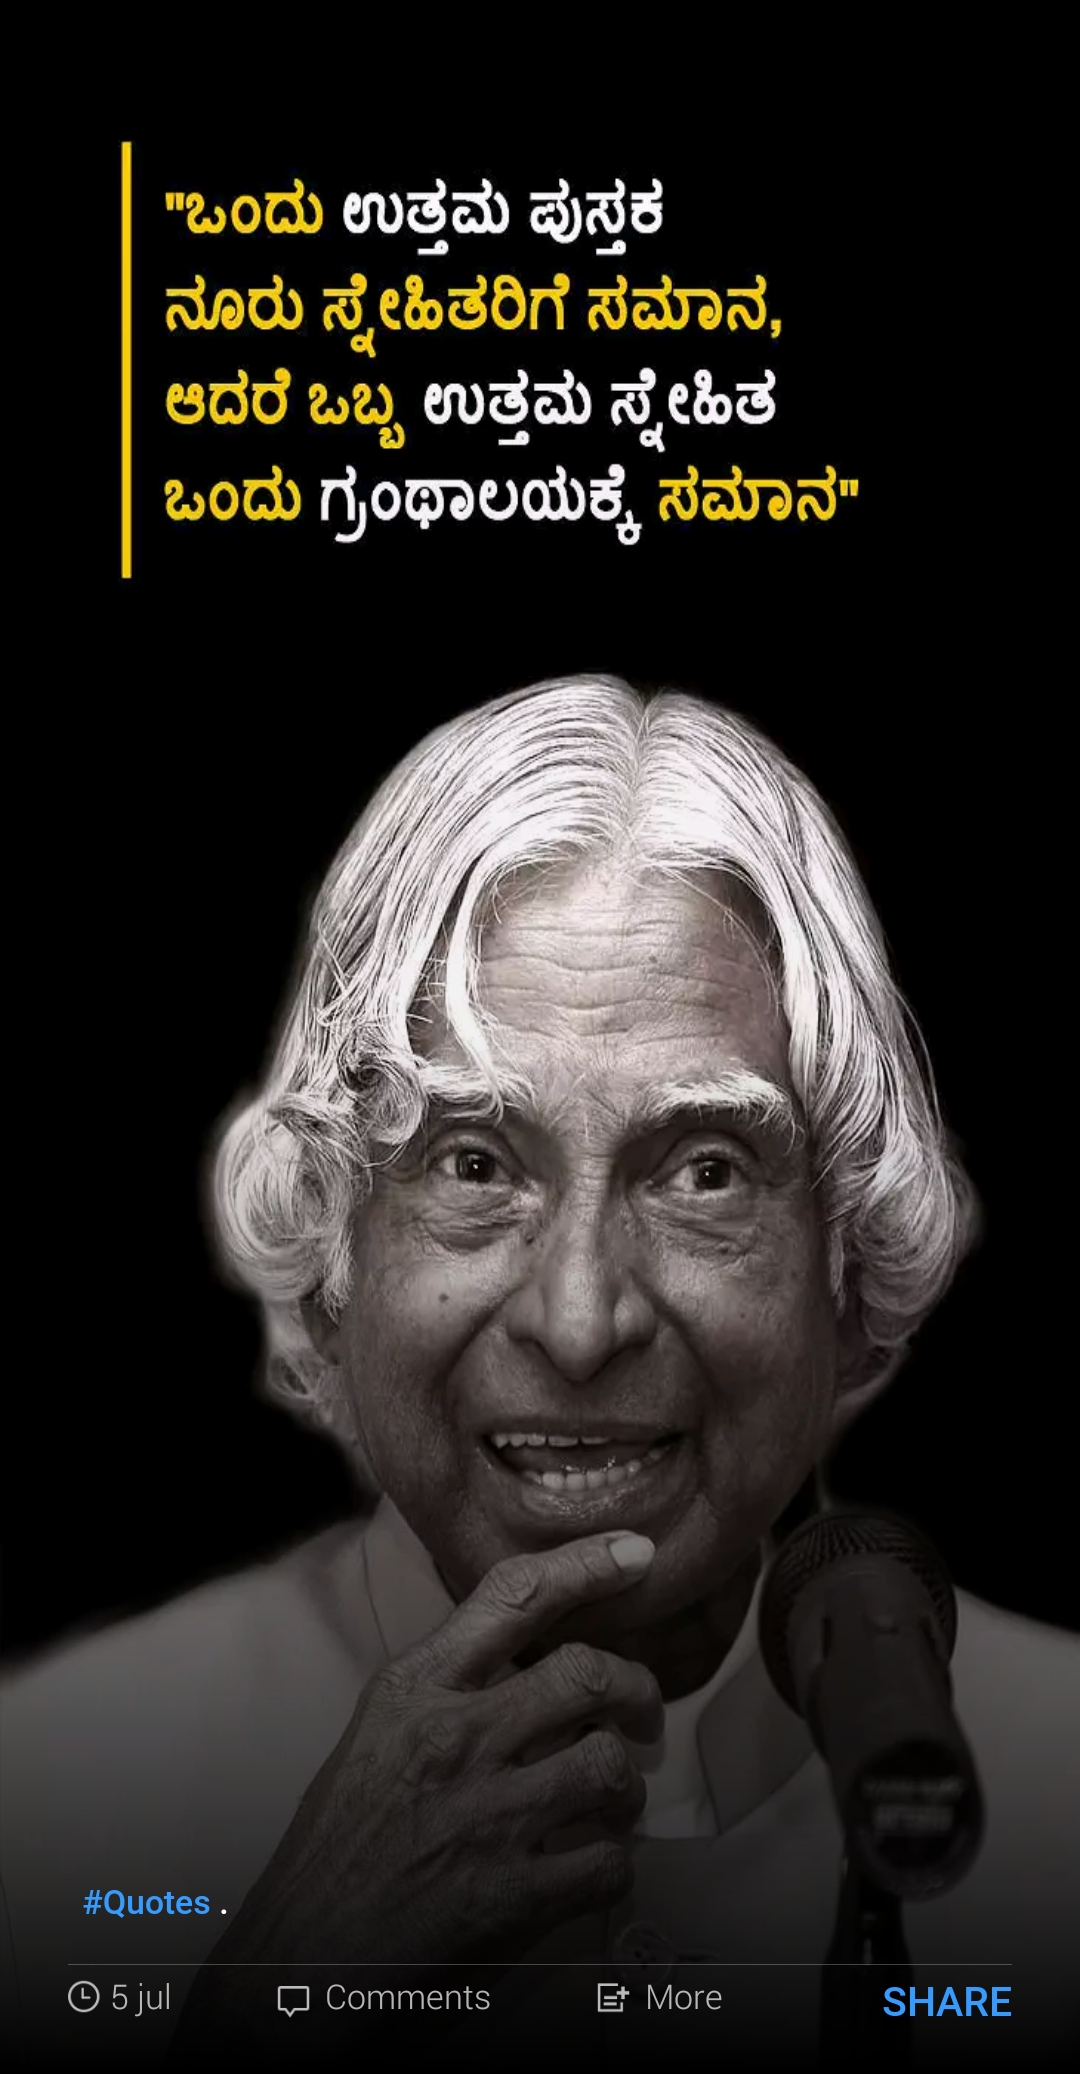 "ಒಂದು ಉತ್ತಮ ಪುಸ್ತಕ
ನೂರು ಸ್ನೇಹಿತರಿಗೆ ಸಮಾನ,
ಆದರೆ ಒಬ್ಬ ಉತ್ತಮ ಸ್ನೇಹಿತ
ಒಂದು ಗ್ರಂಥಾಲಯಕ್ಕೆ ಸಮಾನ"
#Quotes .
5 jul Comments More SHARE